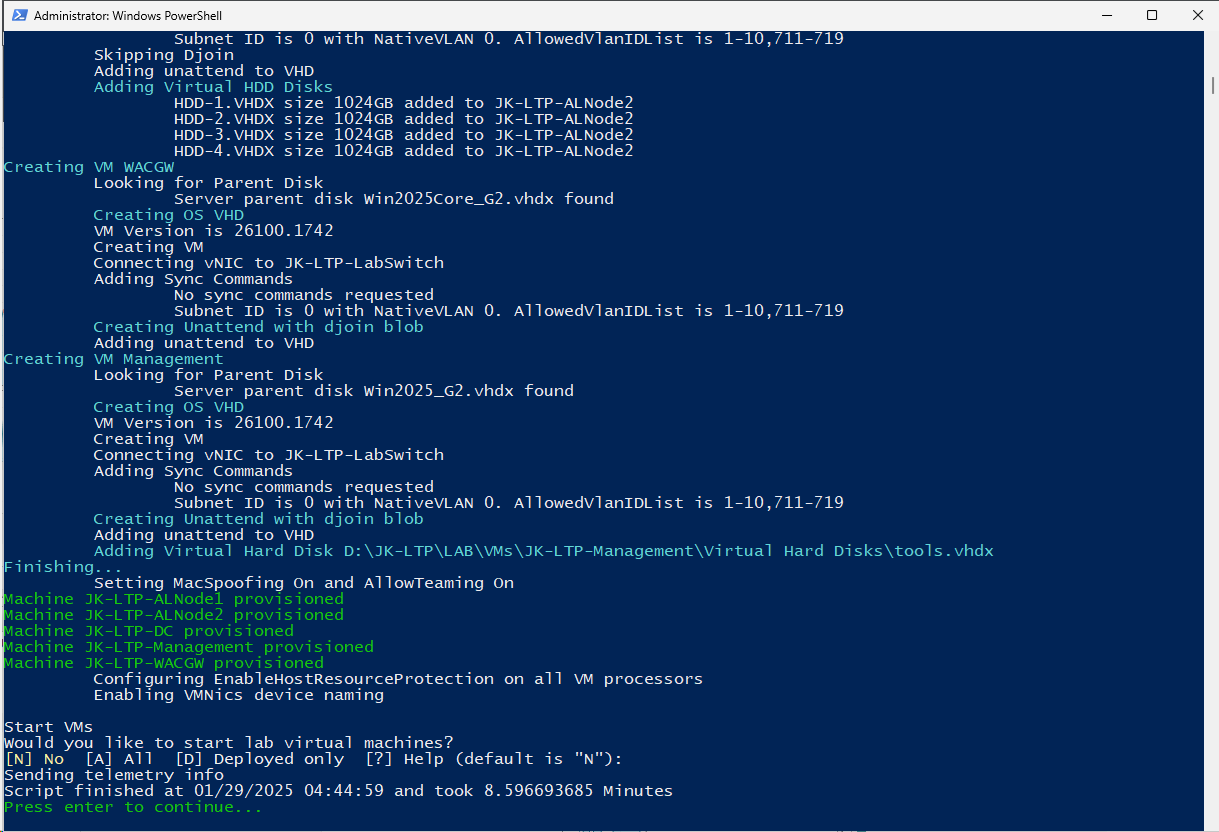 Administrator: Windows PowerShell
Subnet ID is 0 with NativeVLAN 0. AllowedVlanIDList is 1-10,711-719
Skipping Djoin
Adding unattend to VHD
Adding Virtual HDD Disks
HDD-1.VHDX size 1024GB added to JK-LTP-ALNode2
HDD-2.VHDX size 1024GB added to JK-LTP-ALNode2
HDD-3.VHDX size 1024GB added to JK-LTP-ALNode2
HDD-4.VHDX size 1024GB added to JK-LTP-ALNode2
Creating VM WACGW
Looking for Parent Disk
Server parent disk Win2025Core_G2.vhdx found
Creating OS VHD
VM Version is 26100.1742
Creating VM
Connecting vNIC to JK-LTP-LabSwitch
Adding Sync Commands
No sync commands requested
Subnet ID is 0 with NativeVLAN 0. AllowedVlanIDList is 1-10,711-719
Creating Unattend with djoin blob
Adding unattend to VHD
Creating VM Management
Looking for Parent Disk
Server parent disk Win2025_G2.vhdx found
Creating OS VHD
VM Version is 26100.1742
Creating VM
Connecting vNIC to JK-LTP-LabSwitch
Adding Sync Commands
No sync commands requested
Subnet ID is 0 with NativeVLAN 0. AllowedVlanIDList is 1-10,711-719
Creating Unattend with djoin blob
Adding unattend to VHD
Adding Virtual Hard Disk D:\JK-LTP\LAB\VMs\JK-LTP-Management\Virtual Hard Disks\tools.vhdx
Finishing...
Setting MacSpoofing On and AllowTeaming On
Machine JK-LTP-ALNode1 provisioned
Machine JK-LTP-ALNode2 provisioned
Machine JK-LTP-DC provisioned
Machine JK-LTP-Management provisioned
Machine JK-LTP-WACGW provisioned
Configuring EnableHostResourceProtection on all VM processors
Enabling VMNics device naming
Start VMs
Would you like to start lab virtual machines?
[N] No  [A] All  [D] Deployed only  [?] Help (default is "N"):
Sending telemetry info
Script finished at 01/29/2025 04:44:59 and took 8.596693685 Minutes
Press enter to continue...